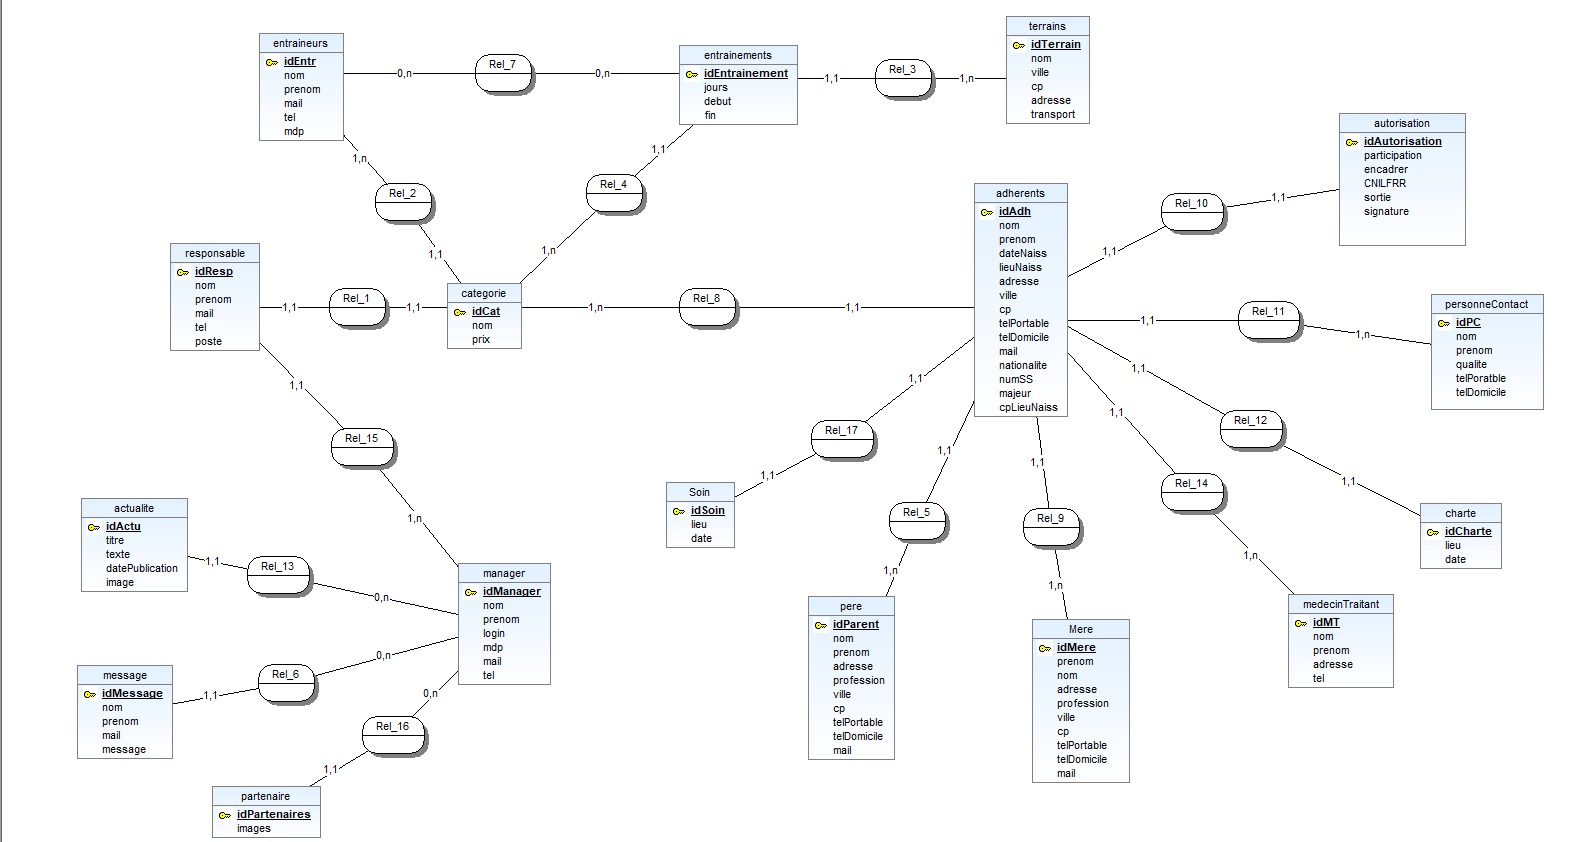 entraineurs
idEntr
nom
prenom
mail
tel
mdp
0,n
Rel_7
0,n
entrainements
idEntrainement
jours
debut
fin
1,1
Rel_3
1,n
terrains
idTerrain
nom
ville
cp
adresse
transport
1,n
Rel_2
1,1
1,1
Rel_4
1,n
autorisation
idAutorisation
participation
encadrer
CNILFRR
sortie
signature
1,1
Rel_10
1,1
adherents
idAdh
nom
prenom
dateNaiss
lieuNaiss
adresse
ville
cp
telPortable
telDomicile
mail
nationalite
numSS
majeur
cpLieuNaiss
responsable
idResp
nom
prenom
mail
tel
poste
1,1
Rel_1
1,1
categorie
idCat
nom
prix
1,n
Rel_8
1,1
1,1
Rel_11
1,n
personneContact
idPC
nom
prenom
qualite
telPoratble
telDomicile
1,1
Rel_12
1,1
charte
idCharte
lieu
date
1,1
Rel_14
1,n
medecinTraitant
idMT
nom
prenom
adresse
tel
1,1
Rel_17
1,1
Soin
idSoin
lieu
date
1,1
Rel_5
1,n
pere
idParent
nom
prenom
adresse
profession
ville
cp
telPortable
telDomicile
mail
1,1
Rel_9
1,n
Mere
idMere
prenom
nom
adresse
profession
ville
cp
telPortable
telDomicile
mail
1,1
Rel_15
1,n
actualite
idActu
titre
texte
datePublication
image
1,1
Rel_13
0,n
manager
idManager
nom
prenom
login
mdp
mail
tel
message
idMessage
nom
prenom
mail
message
1,1
Rel_6
0,n
0,n
Rel_16
1,1
partenaire
idPartenaires
images